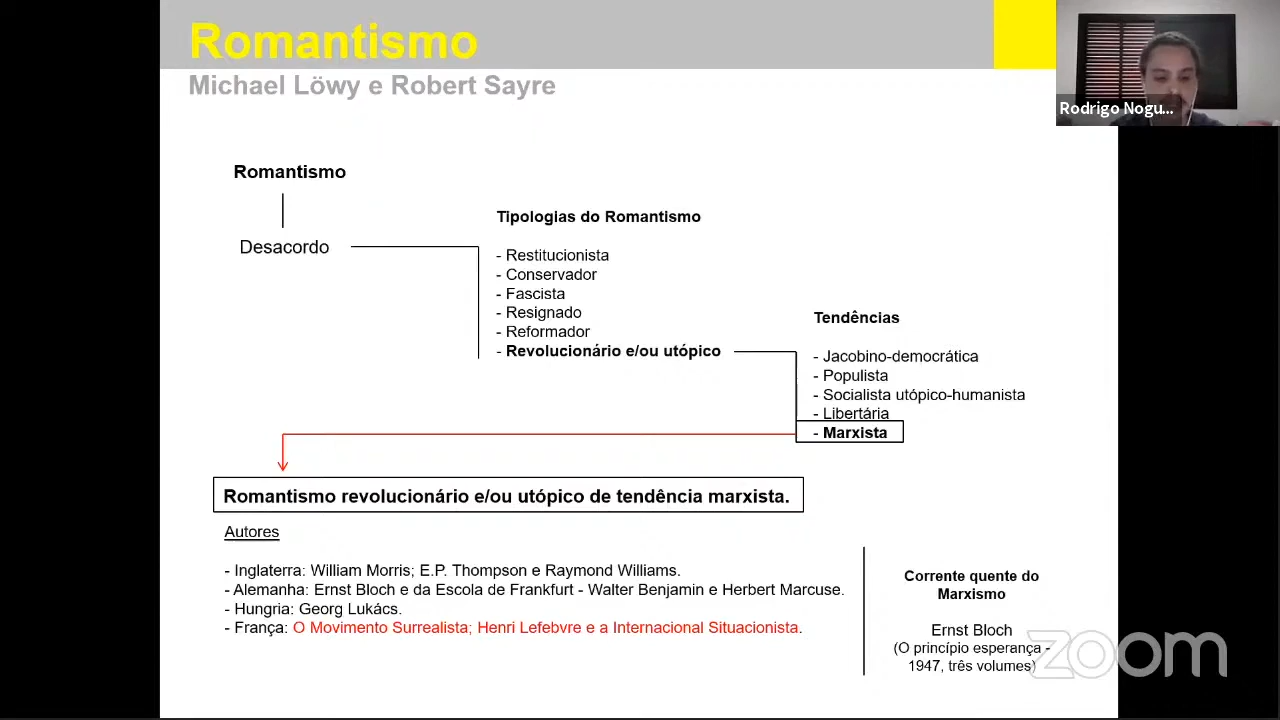 Romantismo
Michael Löwy e Robert Sayre
Rodrigo Nogu...
Romantismo
Desacordo
Tipologias do Romantismo
- Restitucionista
- Conservador
- Fascista
- Resignado
- Reformador
- Revolucionário e/ou utópico
Tendências
- Jacobino-democrática
- Populista
- Socialista utópico-humanista
- Libertária
- Marxista
Romantismo revolucionário e/ou utópico de tendência marxista.
Autores
- Inglaterra: William Morris; E.P. Thompson e Raymond Williams.
- Alemanha: Ernst Bloch e da Escola de Frankfurt - Walter Benjamin e Herbert Marcuse.
- Hungria: Georg Lukács.
- França: O Movimento Surrealista; Henri Lefebvre e a Internacional Situacionista.
Corrente quente do
Marxismo
Ernst Bloch
(O princípio esperança -
1947, três volumes)
zoom